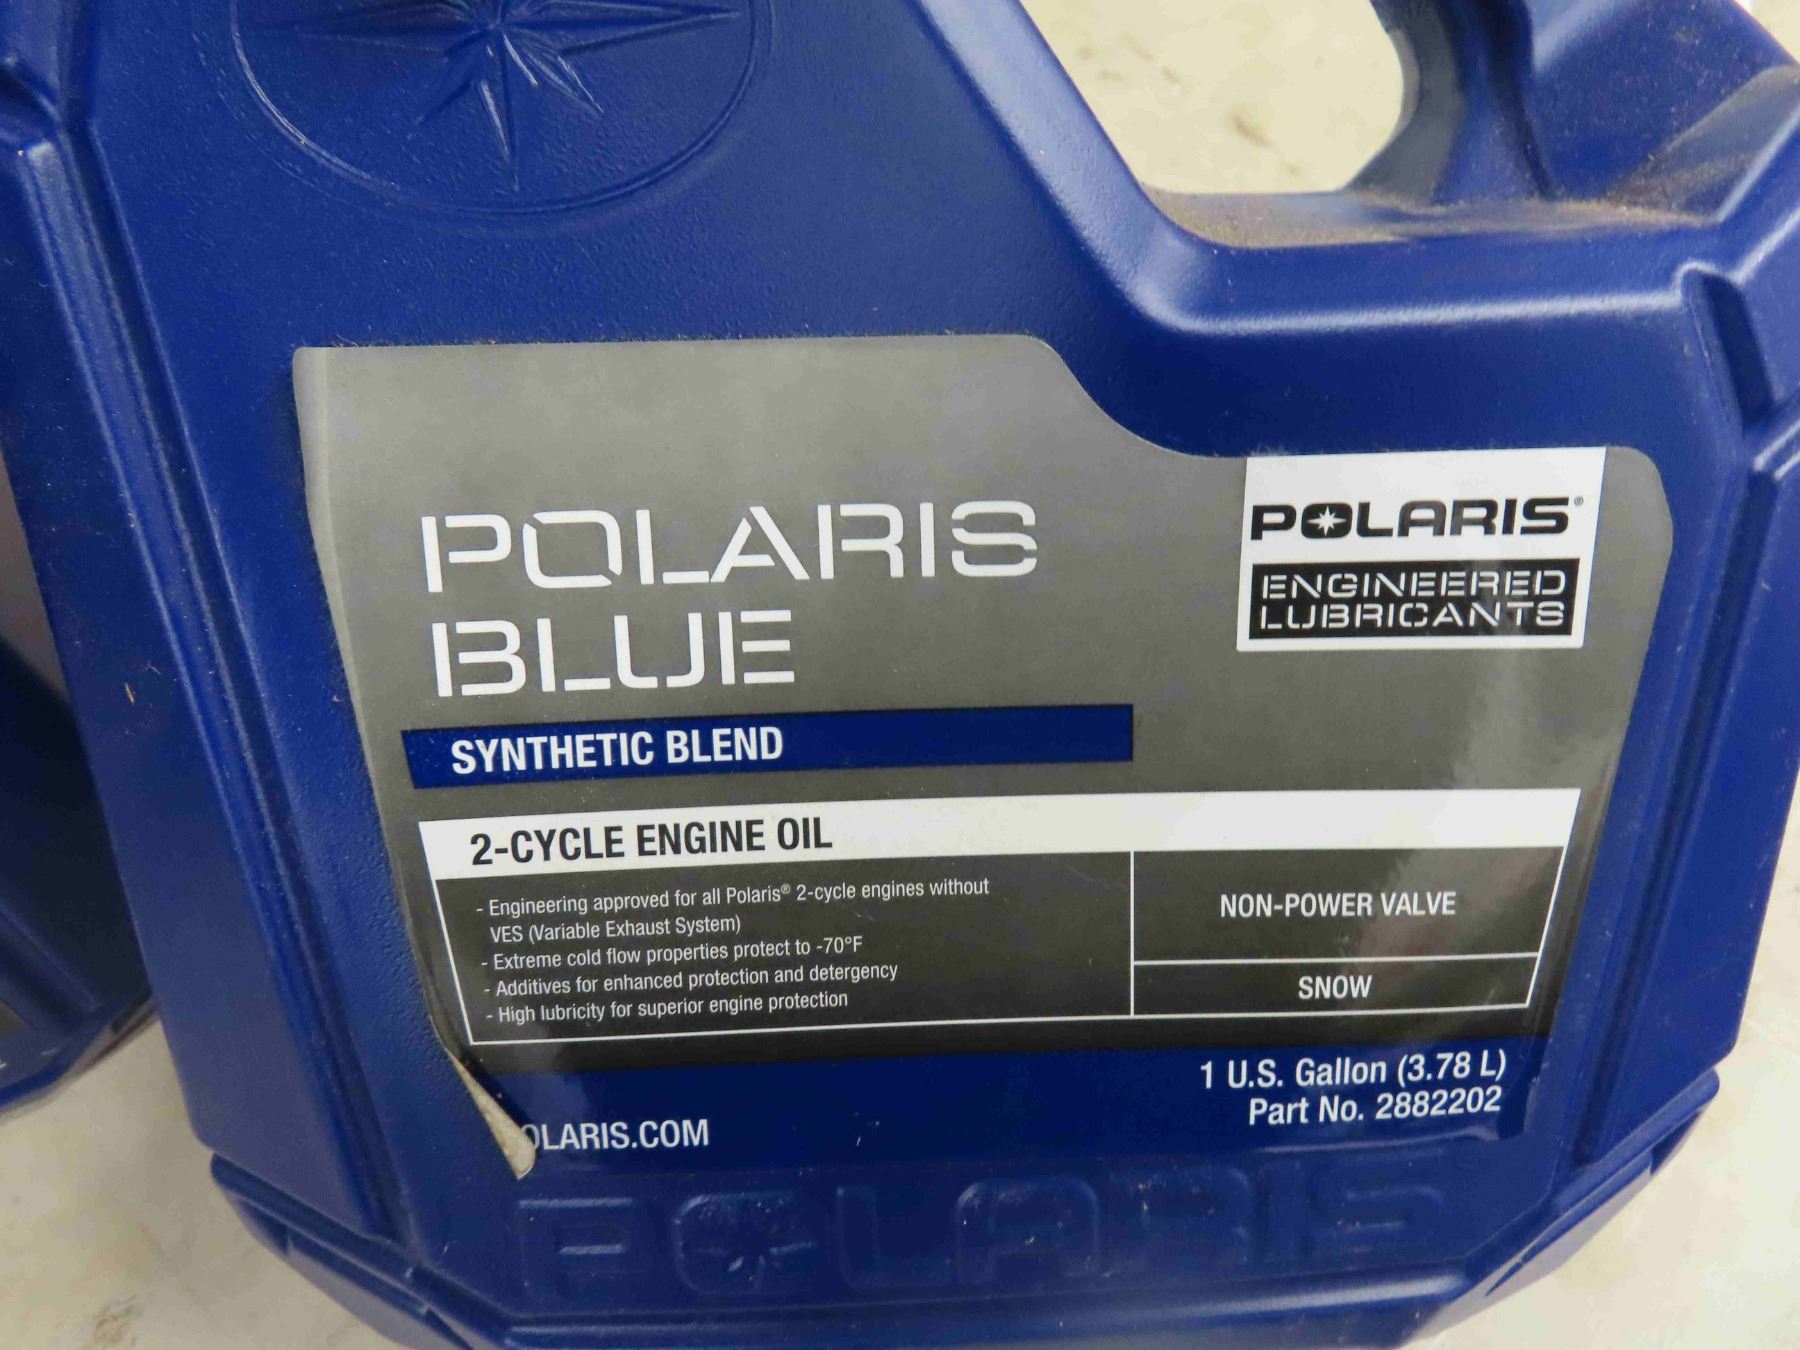 POLARIS
BLUE
SYNTHETIC BLEND
POLARIS®
ENGINEERED
LUBRICANTS
2-CYCLE ENGINE OIL
- Engineering approved for all Polaris® 2-cycle engines without
VES (Variable Exhaust System)
- Extreme cold flow properties protect to -70°F
- Additives for enhanced protection and detergency
- High lubricity for superior engine protection
NON-POWER VALVE
SNOW
1 U.S. Gallon (3.78 L)
Part No. 2882202
OLARIS.COM
POLARIS